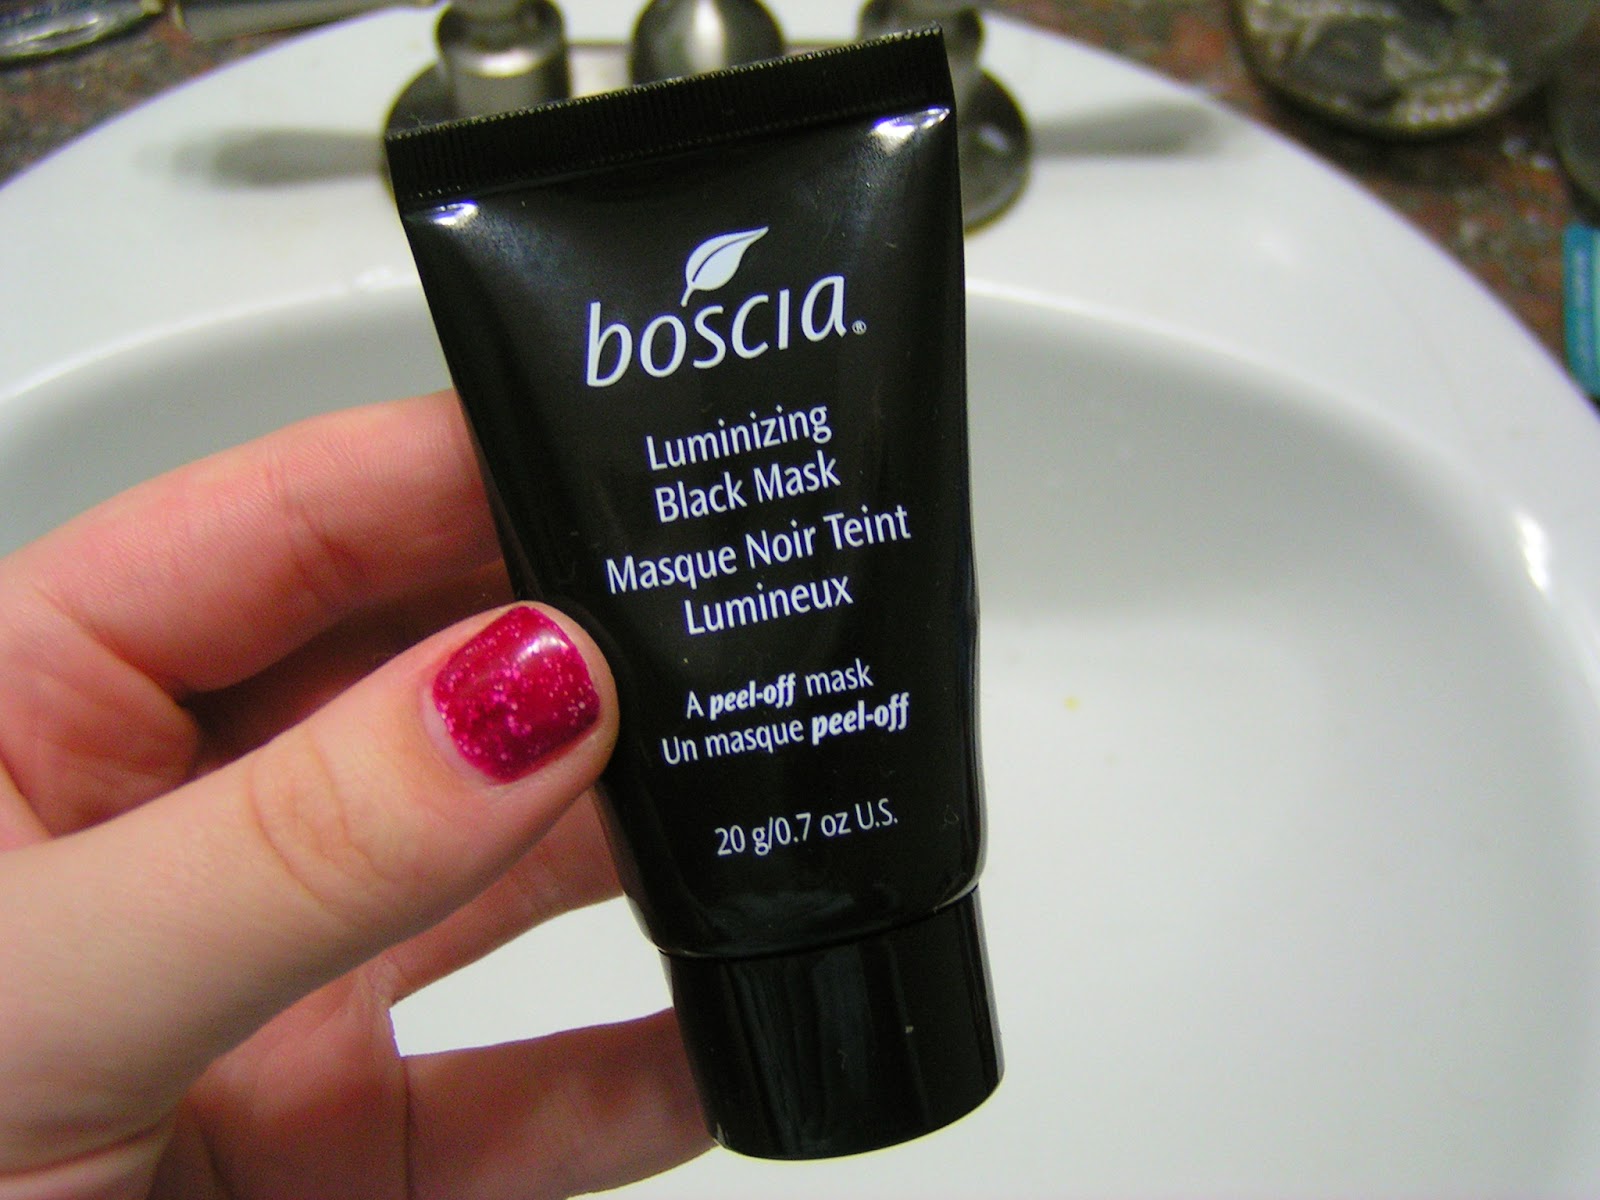 boscia®
Luminizing
Black Mask
Masque Noir Teint
Lumineux
A peel-off mask
Un masque peel-off
20 g/0.7 oz U.S.